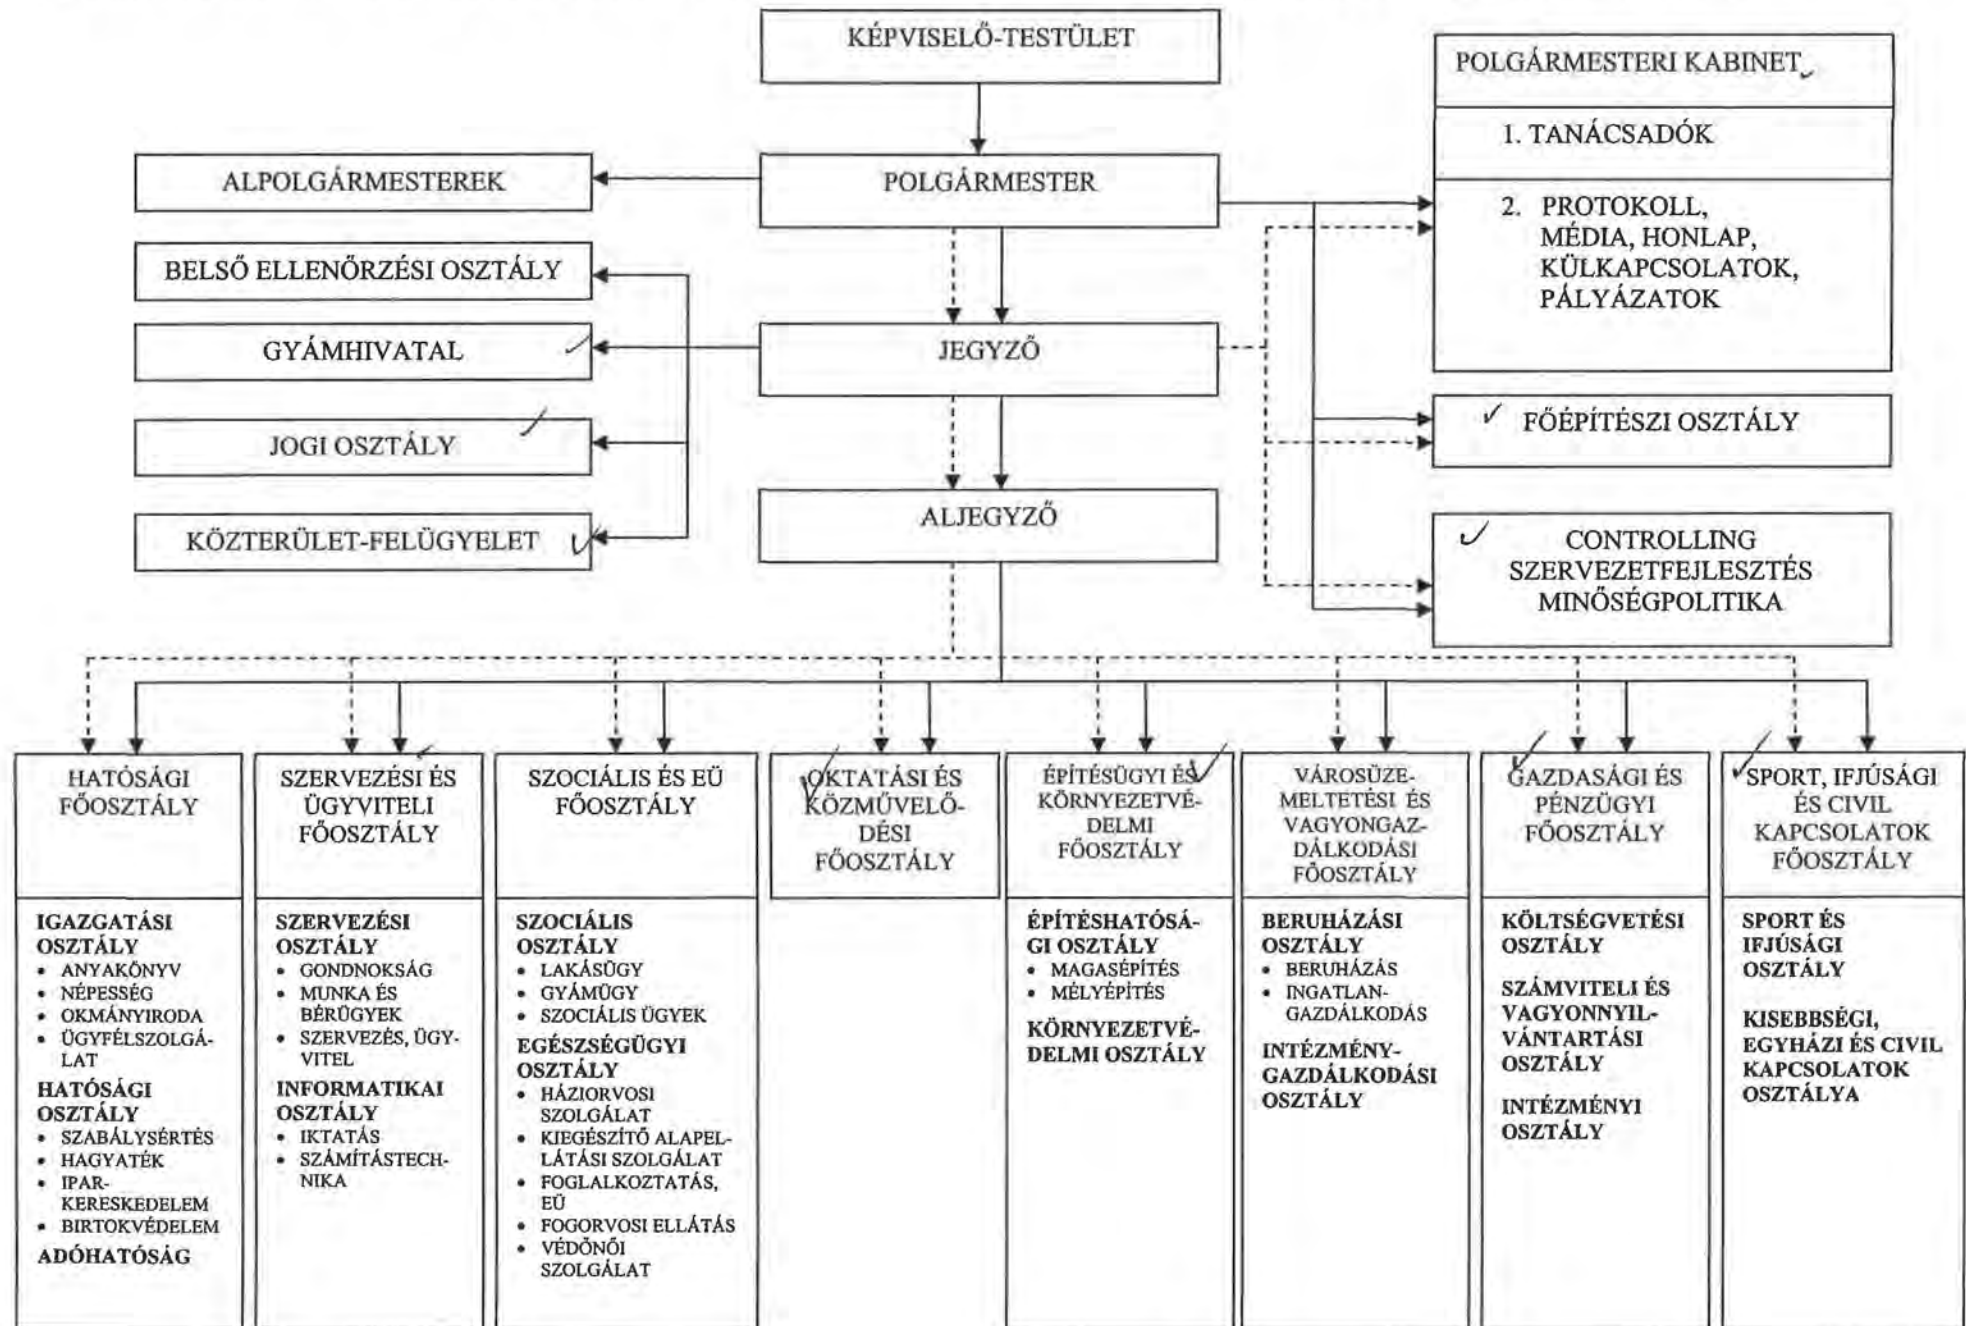 KÉPVISELŐ-TESTÜLET
POLGÁRMESTERI KABINET
1. TANÁCSADÓK
2. PROTOKOLL,
MÉDIA, HONLAP,
KÜLKAPCSOLATOK,
PÁLYÁZATOK
ALPOLGÁRMESTEREK
POLGÁRMESTER
BELSŐ ELLENŐRZÉSI OSZTÁLY
GYÁMHIVATAL
JEGYZŐ
JOGI OSZTÁLY
FŐÉPÍTÉSZI OSZTÁLY
KÖZTERÜLET-FELÜGYELET
ALJEGYZŐ
CONTROLLING
SZERVEZETFEJLESZTÉS
MINŐSÉGPOLITIKA
HATÓSÁGI
FŐOSZTÁLY
IGAZGATÁSI
OSZTÁLY
• ANYAKÖNYV
• NÉPESSÉG
• OKMÁNYIRODA
• ÜGYFÉLSZOLGÁ-
LAT
HATÓSÁGI
OSZTÁLY
• SZABÁLYSÉRTÉS
• HAGYATÉK
• IPAR-
KERESKEDELEM
• BIRTOKVÉDELEM
ADÓHATÓSÁG
SZERVEZÉSI ÉS
ÜGYVITELI
FŐOSZTÁLY
SZERVEZÉSI
OSZTÁLY
• GONDNOKSÁG
• MUNKA ÉS
BÉRÜGYEK
• SZERVEZÉS, ÜGY-
VITEL
INFORMATIKAI
OSZTÁLY
• IKTATÁS
• SZÁMÍTÁSTECH-
NIKA
SZOCIÁLIS ÉS EÜ
FŐOSZTÁLY
SZOCIÁLIS
OSZTÁLY
• LAKÁSÜGY
• GYÁMÜGY
• SZOCIÁLIS ÜGYEK
EGÉSZSÉGÜGYI
OSZTÁLY
• HÁZIORVOSI
SZOLGÁLAT
• KIEGÉSZÍTŐ ALAPEL-
LÁTÁSI SZOLGÁLAT
• FOGLALKOZTATÁS,
EÜ
• FOGORVOSI ELLÁTÁS
• VÉDŐNŐI
SZOLGÁLAT
OKTATÁSI ÉS
KÖZMŰVELŐ-
DÉSI
FŐOSZTÁLY
ÉPÍTÉSÜGYI ÉS
KÖRNYEZETVÉ-
DELMI
FŐOSZTÁLY
ÉPÍTÉSHATÓSÁ-
GI OSZTÁLY
• MAGASÉPÍTÉS
• MÉLYÉPÍTÉS
KÖRNYEZETVÉ-
DELMI OSZTÁLY
VÁROSÜZE-
MELTETÉSI ÉS
VAGYONGAZ-
DÁLKODÁSI
FŐOSZTÁLY
BERUHÁZÁSI
OSZTÁLY
• BERUHÁZÁS
• INGATLAN-
GAZDÁLKODÁS
INTÉZMÉNY-
GAZDÁLKODÁSI
OSZTÁLY
GAZDASÁGI ÉS
PÉNZÜGYI
FŐOSZTÁLY
KÖLTSÉGVETÉSI
OSZTÁLY
SZÁMVITELI ÉS
VAGYONNYIL-
VÁNTARTÁSI
OSZTÁLY
INTÉZMÉNYI
OSZTÁLY
SPORT, IFJÚSÁGI
ÉS CIVIL
KAPCSOLATOK
FŐOSZTÁLY
SPORT ÉS
IFJÚSÁGI
OSZTÁLY
KISEBBSÉGI,
EGYHÁZI ÉS CIVIL
KAPCSOLATOK
OSZTÁLYA